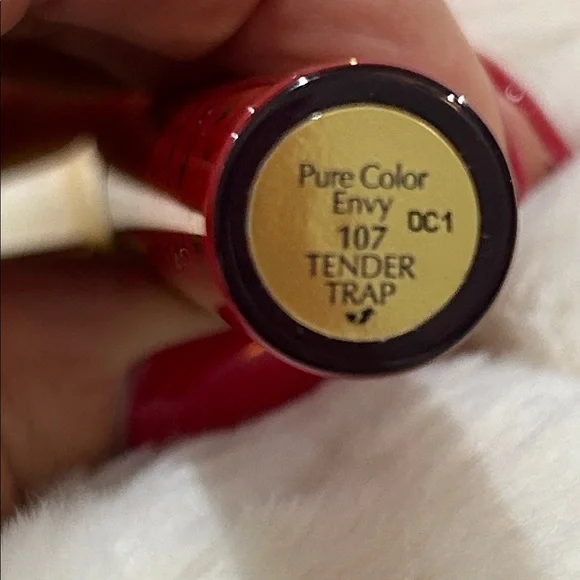 Pure Color
Envy
DC1
107
TENDER
TRAP